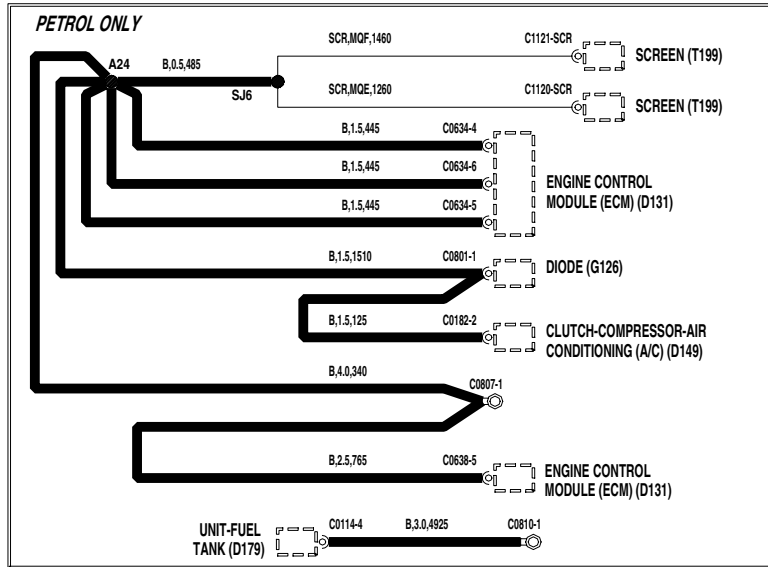 PETROL ONLY
A24
B,0.5,485
SJ6
SCR,MQF,1460
C1121-SCR
SCREEN (T199)
SCR,MQE,1260
C1120-SCR
SCREEN (T199)
B,1.5,445
C0634-4
B,1.5,445
C0634-6
B,1.5,445
C0634-5
ENGINE CONTROL
MODULE (ECM) (D131)
B,1.5,1510
C0801-1
DIODE (G126)
B,1.5,125
C0182-2
CLUTCH-COMPRESSOR-AIR
CONDITIONING (A/C) (D149)
B,4.0,340
C0807-1
B,2.5,765
C0638-5
ENGINE CONTROL
MODULE (ECM) (D131)
UNIT-FUEL
TANK (D179)
C0114-4
B,3.0,4925
C0810-1